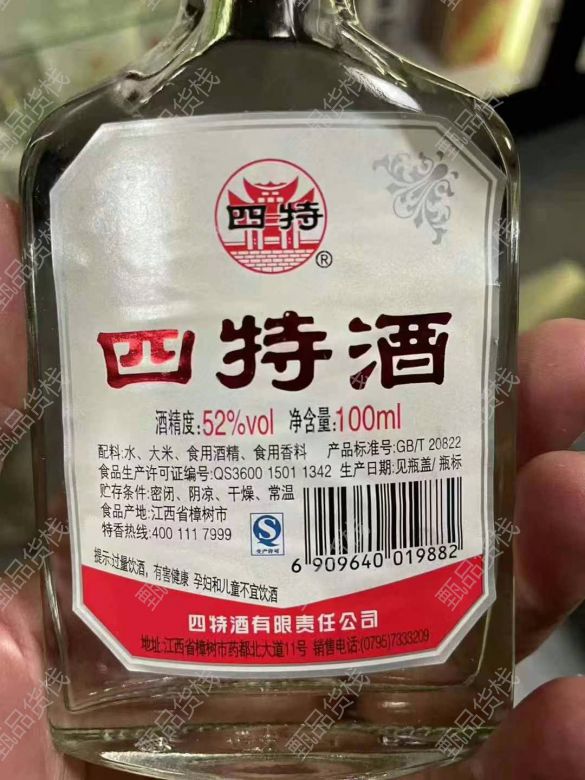 四特
®
四特酒
酒精度:52%vol 净含量:100ml
配料:水、大米、食用酒精、食用香料 产品标准号:GB/T 20822
食品生产许可证编号:QS3600 1501 1342 生产日期:见瓶盖/瓶标
贮存条件:密闭、阴凉、干燥、常温
食品产地:江西省樟树市
特香热线:400 111 7999
QS
生产许可
6 909640 019882
提示:过量饮酒，有害健康 孕妇和儿童不宜饮酒
四特酒有限责任公司
地址:江西省樟树市药都北大道11号 销售电话:(0795)7333209
甄品货栈